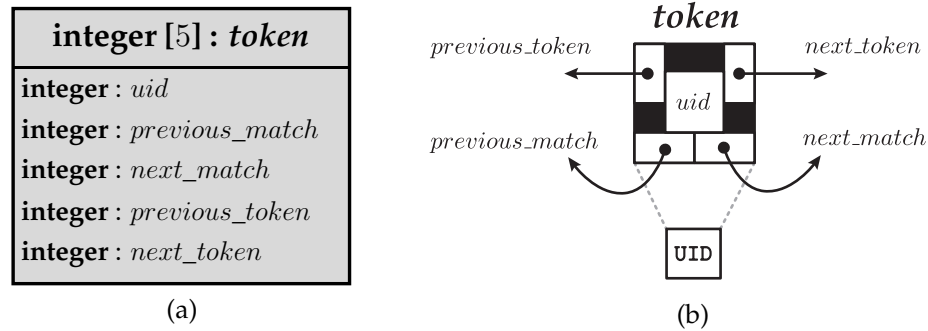 integer [5] : token
integer : uid
integer : previous_match
integer : next_match
integer : previous_token
integer : next_token
(a)
token
previous_token
next_token
uid
previous_match
next_match
UID
(b)